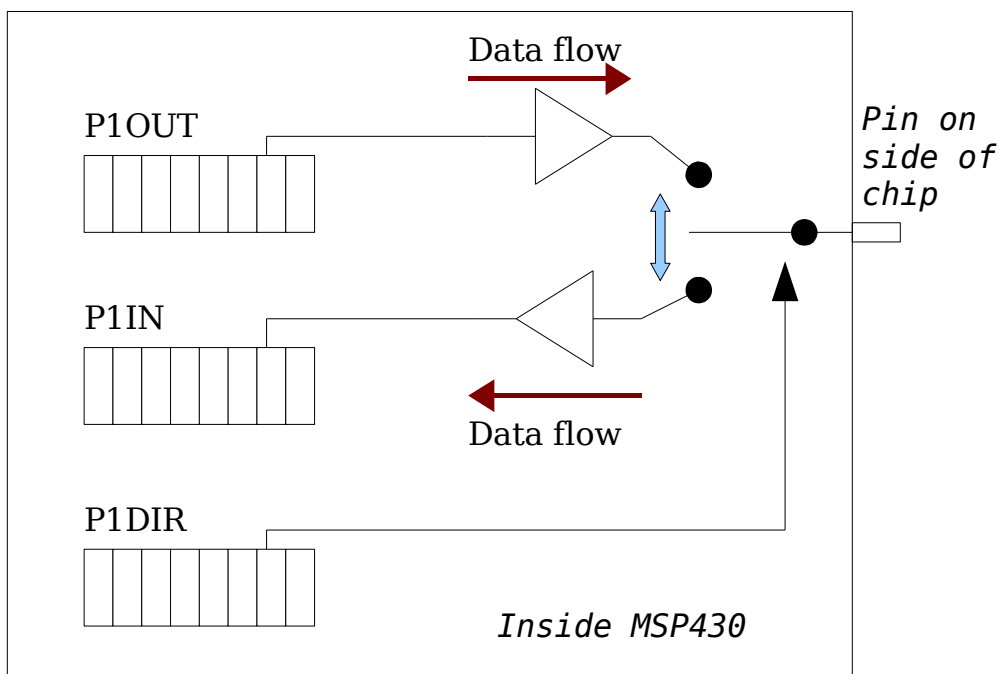 Data flow
P1OUT
Pin on
side of
chip
P1IN
Data flow
P1DIR
Inside MSP430